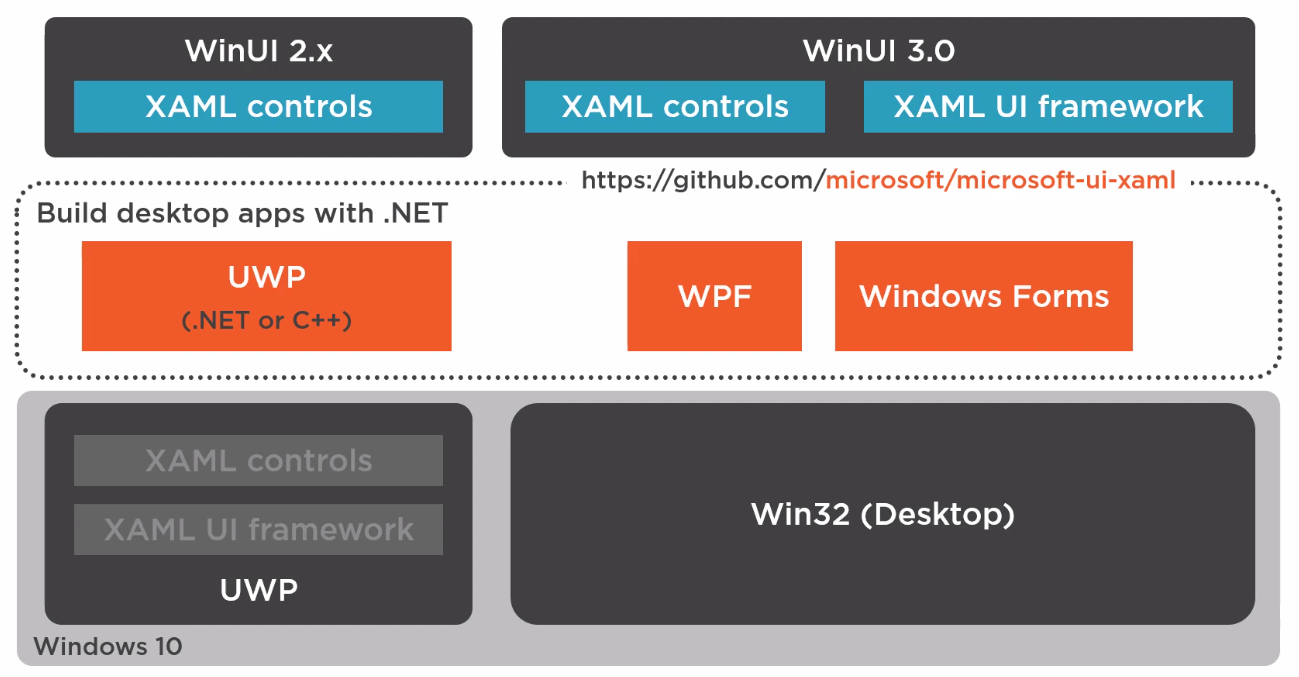 WinUI 2.x
XAML controls
WinUI 3.0
XAML controls
XAML UI framework
https://github.com/microsoft/microsoft-ui-xaml
Build desktop apps with .NET
UWP
(.NET or C++)
WPF
Windows Forms
XAML controls
XAML UI framework
UWP
Win32 (Desktop)
Windows 10